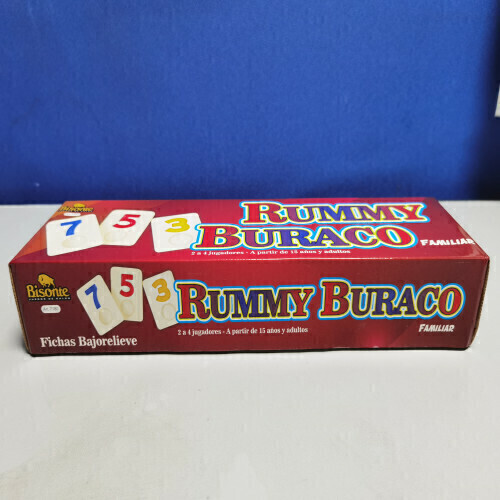 Bisonte
7 5 3
RUMMY
BURACO
FAMILIAR
2 a 4 jugadores - A partir de 15 años y adultos
Bisonte
7 5 3
RUMMY BURACO
2 a 4 jugadores - A partir de 15 años y adultos
FAMILIAR
Fichas Bajorelieve